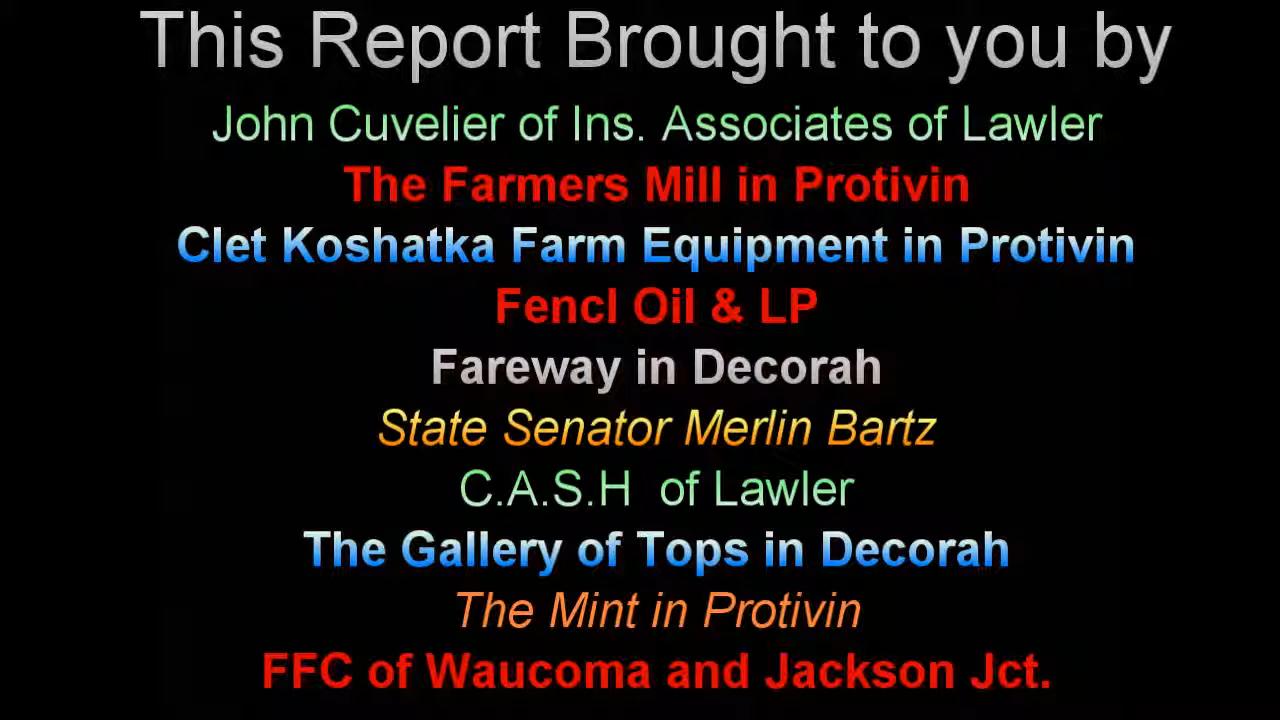 This Report Brought to you by
John Cuvelier of Ins. Associates of Lawler
The Farmers Mill in Protivin
Clet Koshatka Farm Equipment in Protivin
Fencl Oil & LP
Fareway in Decorah
State Senator Merlin Bartz
C.A.S.H  of Lawler
The Gallery of Tops in Decorah
The Mint in Protivin
FFC of Waucoma and Jackson Jct.